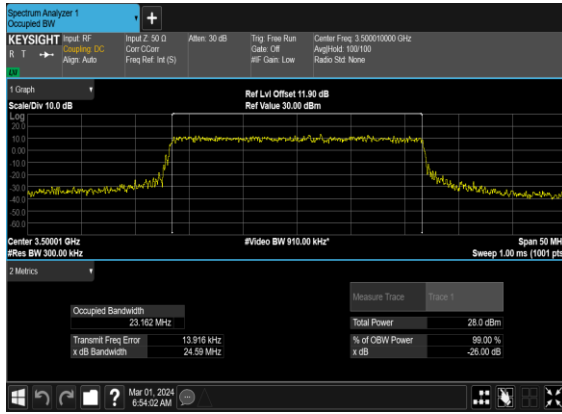 Spectrum Analyzer 1
Occupied BW
KEYSIGHT
R T
LXI
Input: RF
Coupling: DC
Align: Auto
Input Z: 50 Ω
Corr CCorr
Freq Ref: Int (S)
Atten: 30 dB
Trig: Free Run
Gate: Off
#IF Gain: Low
Center Freq: 3.500010000 GHz
Avg|Hold: 100/100
Radio Std: None
1 Graph
Scale/Div 10.0 dB
Ref Lvl Offset 11.90 dB
Ref Value 30.00 dBm
Log
20.0
10.0
0.00
-10.0
-20.0
-30.0
-40.0
-50.0
-60.0
Center 3.50001 GHz
#Res BW 300.00 kHz
#Video BW 910.00 kHz*
Span 50 MH
Sweep 1.00 ms (1001 pts
2 Metrics
Measure Trace Trace 1
Occupied Bandwidth
23.162 MHz
Total Power 28.0 dBm
Transmit Freq Error 13.916 kHz
x dB Bandwidth 24.59 MHz
% of OBW Power 99.00 %
x dB -26.00 dB
Mar 01, 2024
6:54:02 AM